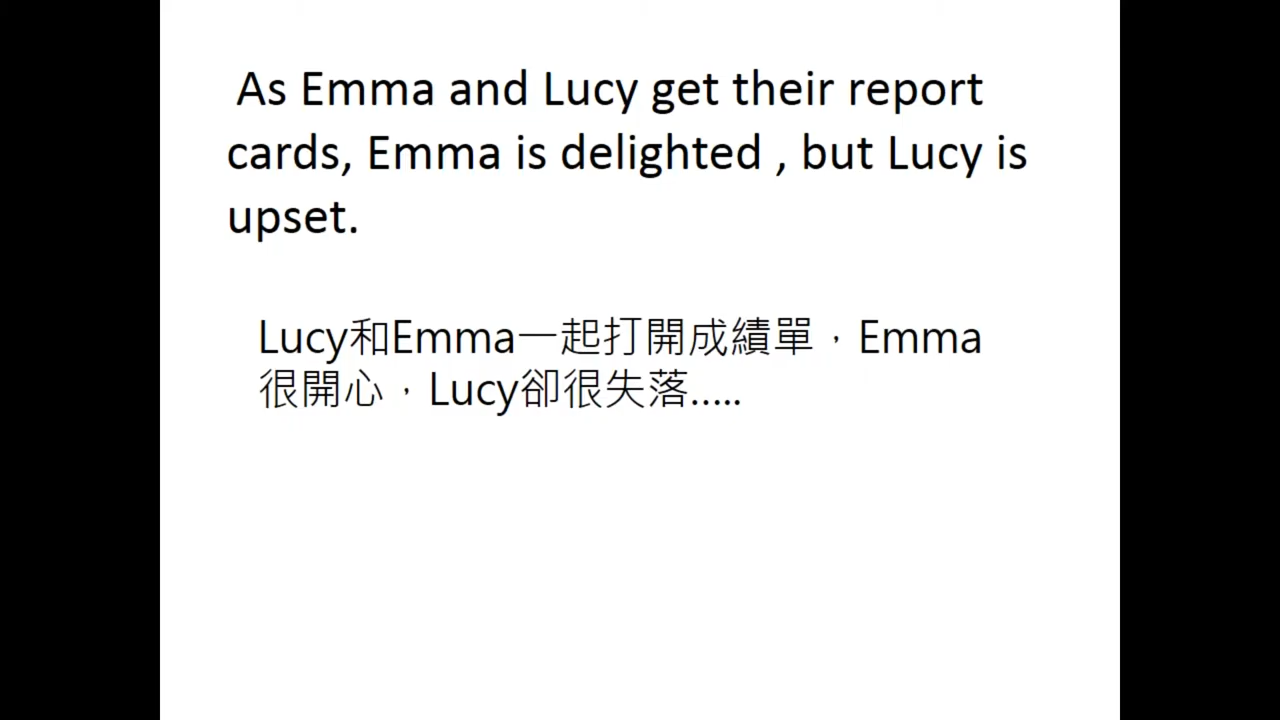 As Emma and Lucy get their report
cards, Emma is delighted , but Lucy is
upset.
Lucy和Emma一起打開成績單，Emma
很開心，Lucy卻很失落.....